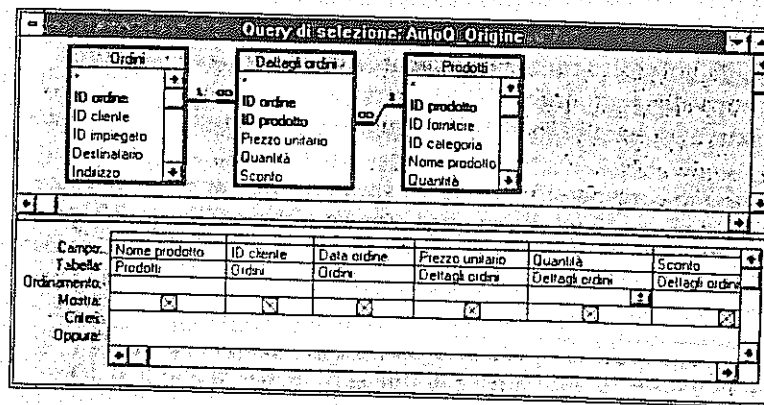 Query di selezione: AutoQ_Origine
Ordini
*
ID ordine
ID cliente
ID impiegato
Destinatario
Indirizzo
1 ∞
Dettagli ordini
*
ID ordine
ID prodotto
Prezzo unitario
Quantità
Sconto
∞ 1
Prodotti
*
ID prodotto
ID fornitore
ID categoria
Nome prodotto
Quantità
Campo: Nome prodotto ID cliente Data ordine Prezzo unitario Quantità Sconto
Tabella: Prodotti Ordini Ordini Dettagli ordini Dettagli ordini Dettagli ordini
Ordinamento:
Mostra:
Criteri:
Oppure: